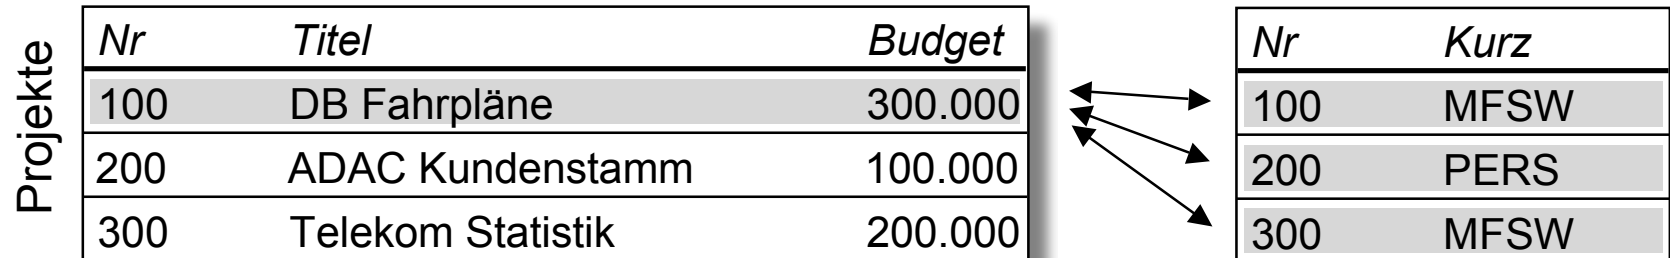 Projekte
Nr Titel Budget
100 DB Fahrpläne 300.000
200 ADAC Kundenstamm 100.000
300 Telekom Statistik 200.000
Nr Kurz
100 MFSW
200 PERS
300 MFSW